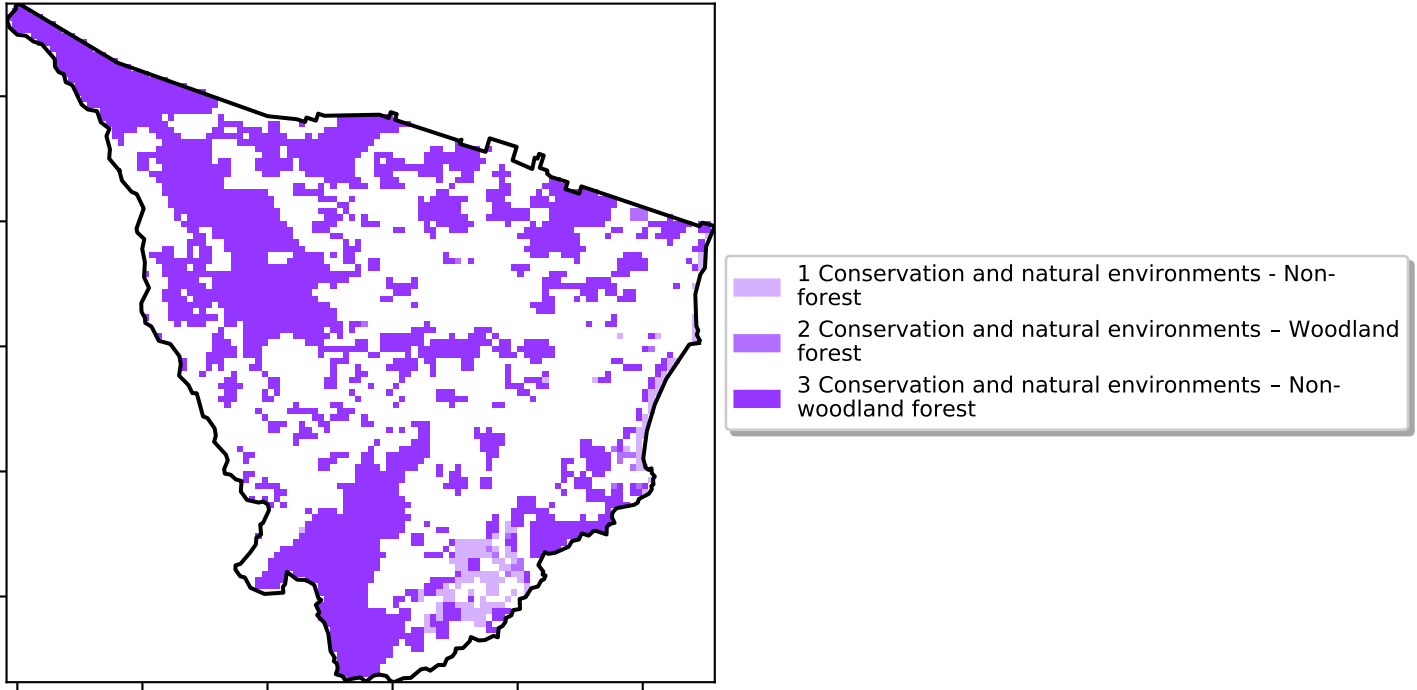 1 Conservation and natural environments - Non-
forest
2 Conservation and natural environments – Woodland
forest
3 Conservation and natural environments – Non-
woodland forest